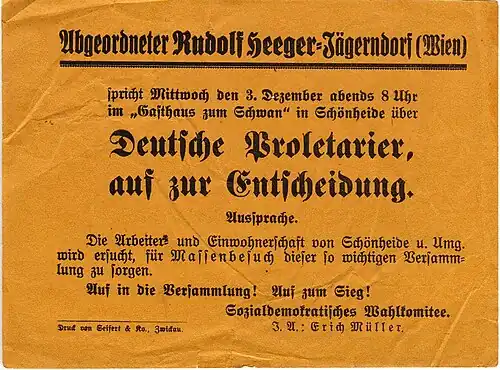 Abgeordneter Rudolf Heeger-Jägerndorf (Wien)
spricht Mittwoch den 3. Dezember abends 8 Uhr
im „Gasthaus zum Schwan“ in Schönheide über
Deutsche Proletarier,
auf zur Entscheidung.
Aussprache.
Die Arbeiter- und Einwohnerschaft von Schönheide u. Umg.
wird ersucht, für Massenbesuch dieser so wichtigen Versamm-
lung zu sorgen.
Auf in die Versammlung! Auf zum Sieg!
Sozialdemokratisches Wahlkomitee.
J. A.: Erich Müller.
Druck von Seifert & Ko., Zwickau.